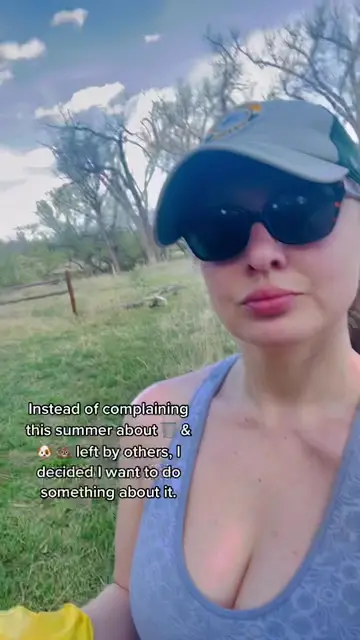 Instead of complaining
this summer about 🗑️ &
🐶 💩 left by others, I
decided I want to do
something about it.